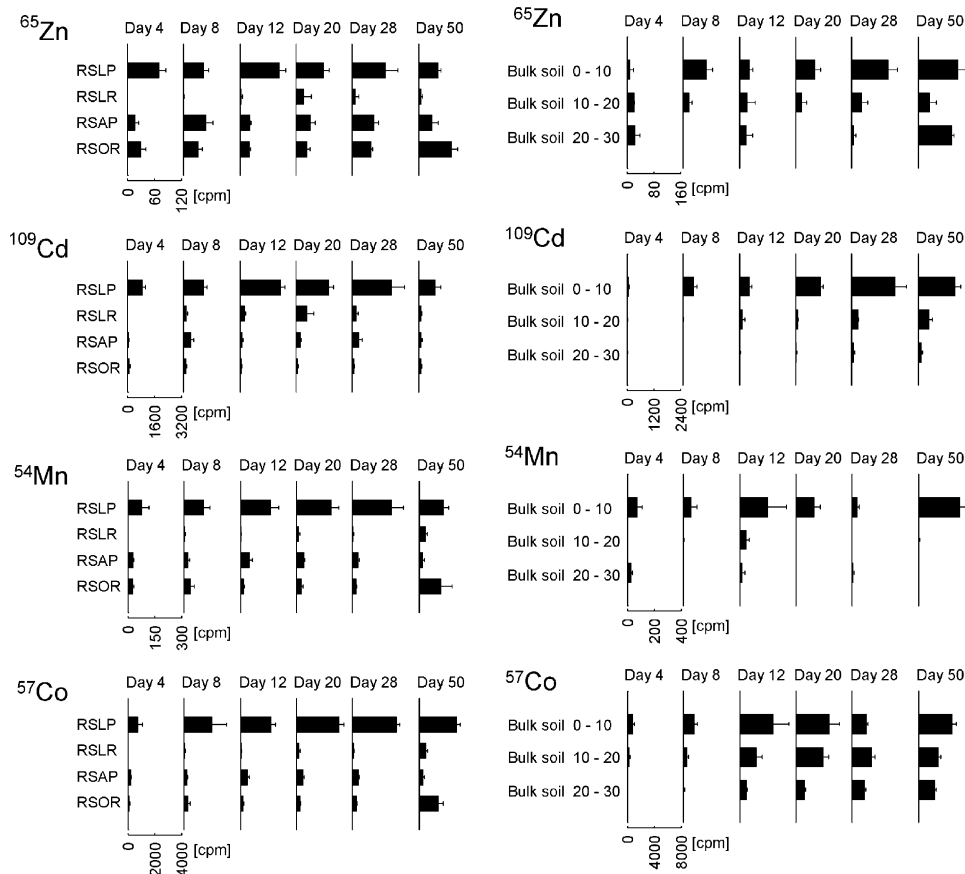 65Zn
Day 4 Day 8 Day 12 Day 20 Day 28 Day 50
RSLP
RSLR
RSAP
RSOR
0 60 120 [cpm]
109Cd
Day 4 Day 8 Day 12 Day 20 Day 28 Day 50
RSLP
RSLR
RSAP
RSOR
0 1600 3200 [cpm]
54Mn
Day 4 Day 8 Day 12 Day 20 Day 28 Day 50
RSLP
RSLR
RSAP
RSOR
0 150 300 [cpm]
57Co
Day 4 Day 8 Day 12 Day 20 Day 28 Day 50
RSLP
RSLR
RSAP
RSOR
0 2000 4000 [cpm]
65Zn
Day 4 Day 8 Day 12 Day 20 Day 28 Day 50
Bulk soil 0 - 10
Bulk soil 10 - 20
Bulk soil 20 - 30
0 80 160 [cpm]
109Cd
Day 4 Day 8 Day 12 Day 20 Day 28 Day 50
Bulk soil 0 - 10
Bulk soil 10 - 20
Bulk soil 20 - 30
0 1200 2400 [cpm]
54Mn
Day 4 Day 8 Day 12 Day 20 Day 28 Day 50
Bulk soil 0 - 10
Bulk soil 10 - 20
Bulk soil 20 - 30
0 200 400 [cpm]
57Co
Day 4 Day 8 Day 12 Day 20 Day 28 Day 50
Bulk soil 0 - 10
Bulk soil 10 - 20
Bulk soil 20 - 30
0 4000 8000 [cpm]